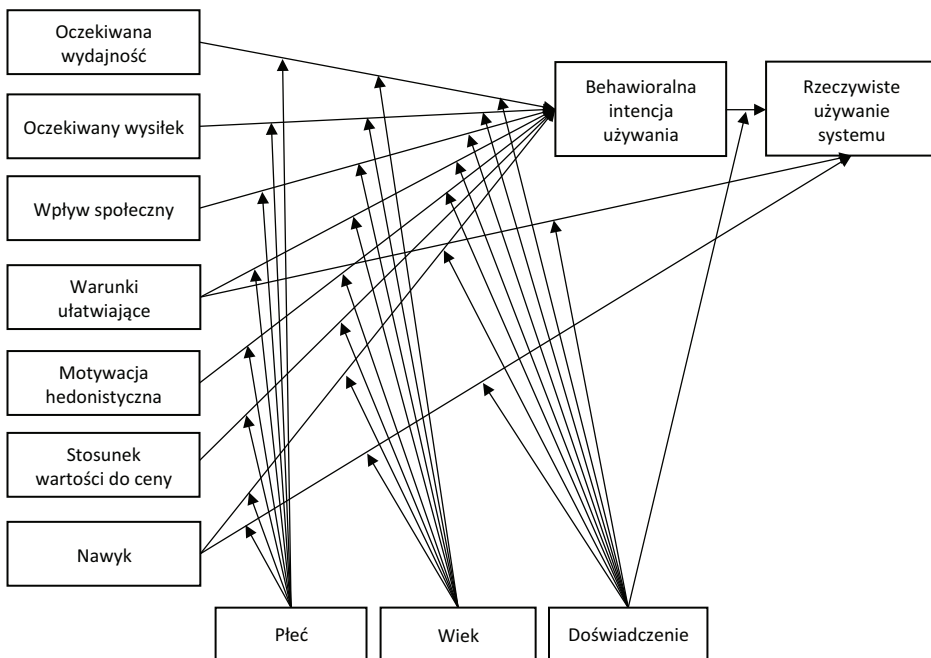 Oczekiwana
wydajność
Oczekiwany wysiłek
Wpływ społeczny
Warunki
ułatwiające
Motywacja
hedonistyczna
Stosunek
wartości do ceny
Nawyk
Behawioralna
intencja
używania
Rzeczywiste
używanie
systemu
Płeć
Wiek
Doświadczenie